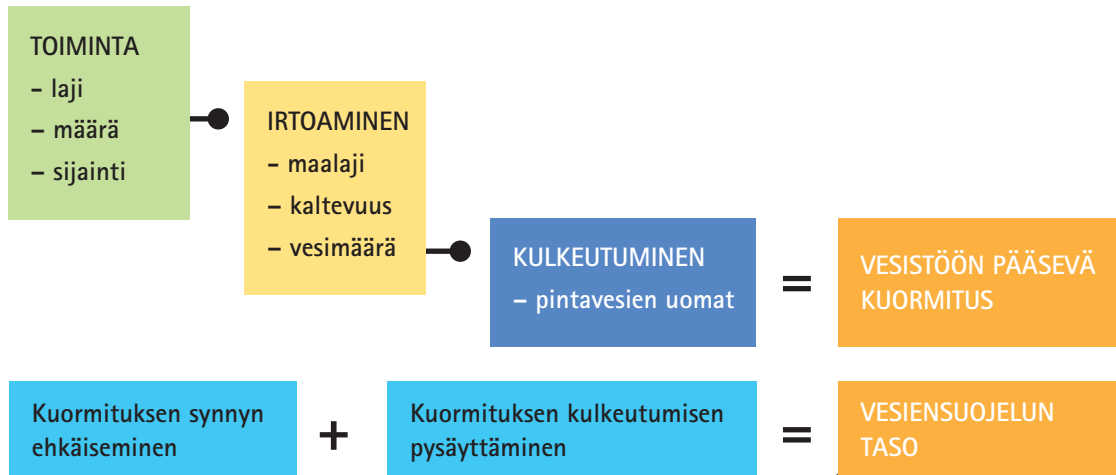 TOIMINTA
– laji
– määrä
– sijainti
IRTOAMINEN
– maalaji
– kaltevuus
– vesimäärä
KULKEUTUMINEN
– pintavesien uomat
=
VESISTÖÖN PÄÄSEVÄ
KUORMITUS
Kuormituksen synnyn
ehkäiseminen
+
Kuormituksen kulkeutumisen
pysäyttäminen
=
VESIENSUOJELUN
TASO